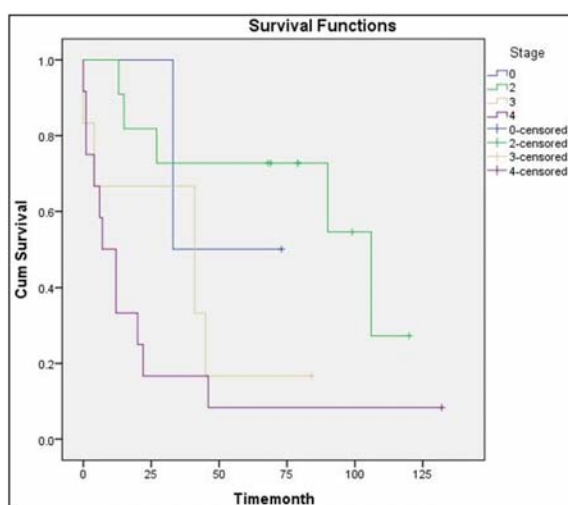 Survival Functions
Stage
0
2
3
4
0-censored
2-censored
3-censored
4-censored
Cum Survival
1.0
0.8
0.6
0.4
0.2
0.0
0 25 50 75 100 125
Timemonth